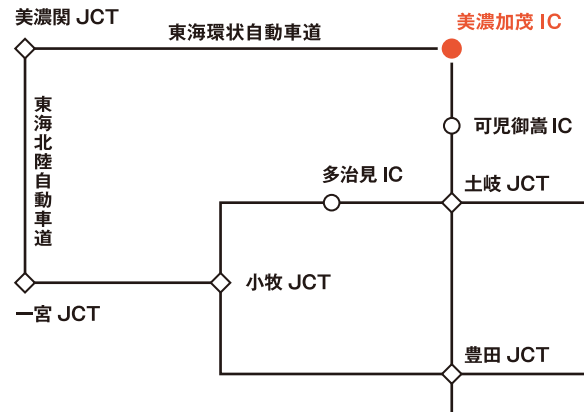 美濃関 JCT
東海環状自動車道
美濃加茂 IC
東海北陸自動車道
可児御嵩 IC
多治見 IC
土岐 JCT
小牧 JCT
一宮 JCT
豊田 JCT